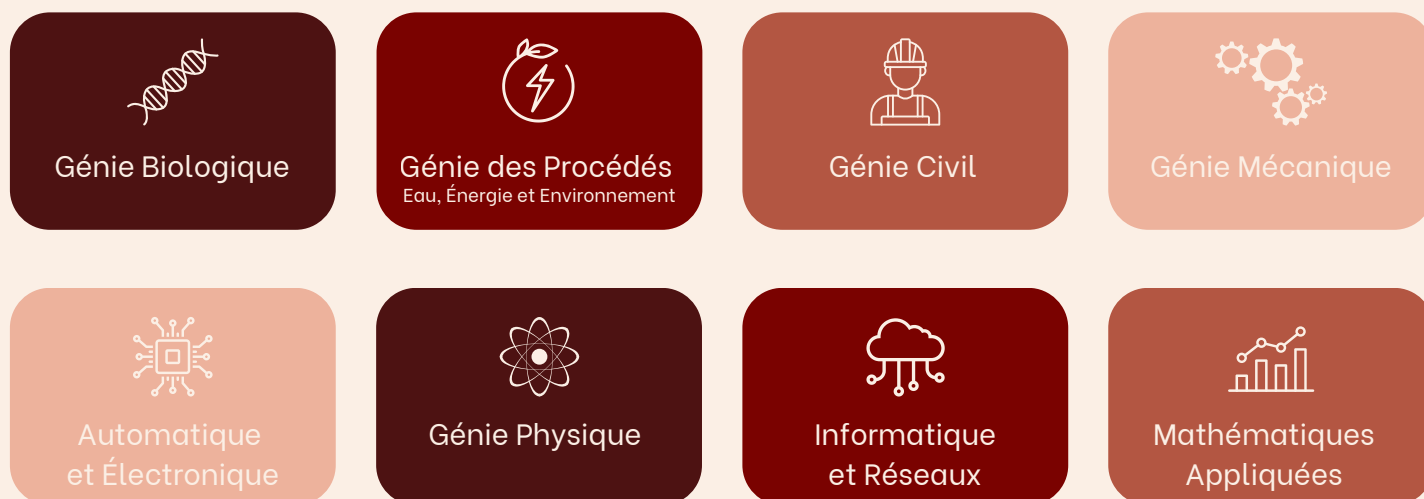 Génie Biologique
Génie des Procédés
Eau, Énergie et Environnement
Génie Civil
Génie Mécanique
Automatique
et Électronique
Génie Physique
Informatique
et Réseaux
Mathématiques
Appliquées